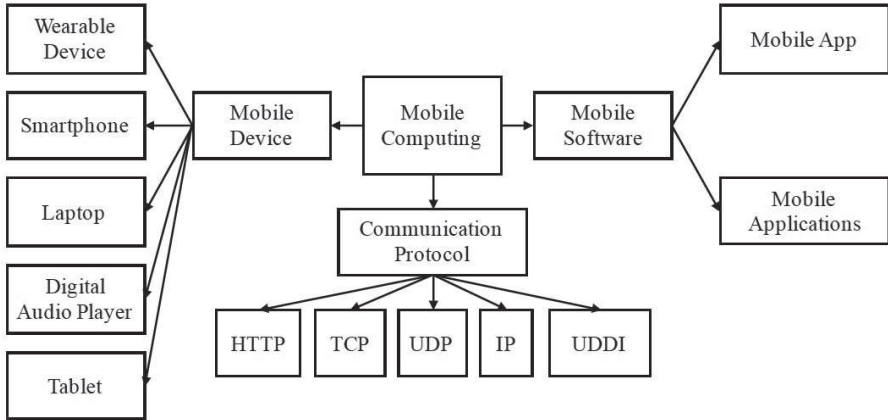 Wearable
Device
Mobile App
Smartphone
Mobile
Device
Mobile
Computing
Mobile
Software
Laptop
Mobile
Applications
Communication
Protocol
Digital
Audio Player
HTTP
TCP
UDP
IP
UDDI
Tablet